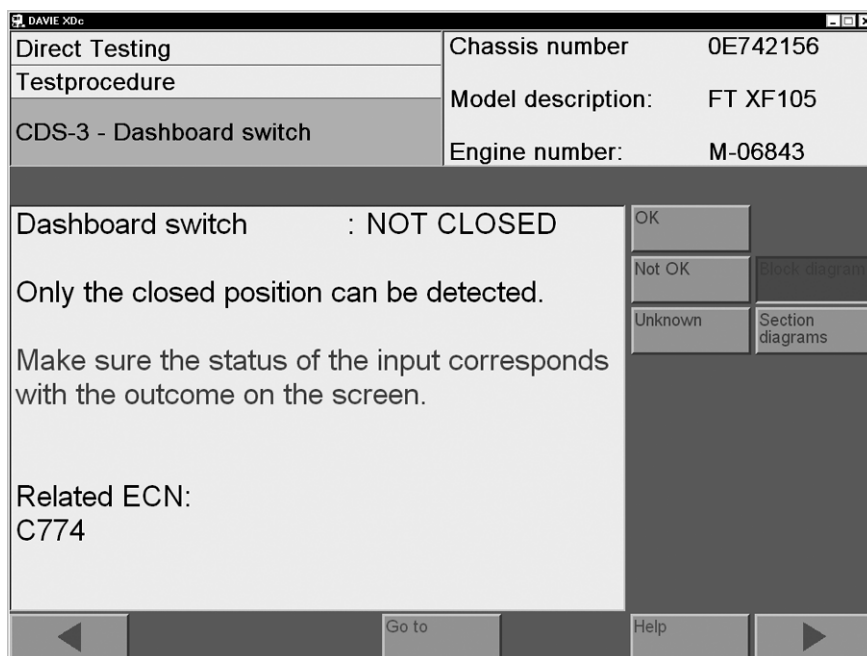 DAVIE XDc
Direct Testing
Testprocedure
CDS-3 - Dashboard switch
Chassis number 0E742156
Model description: FT XF105
Engine number: M-06843
Dashboard switch : NOT CLOSED
Only the closed position can be detected.
Make sure the status of the input corresponds
with the outcome on the screen.
Related ECN:
C774
OK
Not OK
Block diagram
Unknown
Section
diagrams
Go to
Help